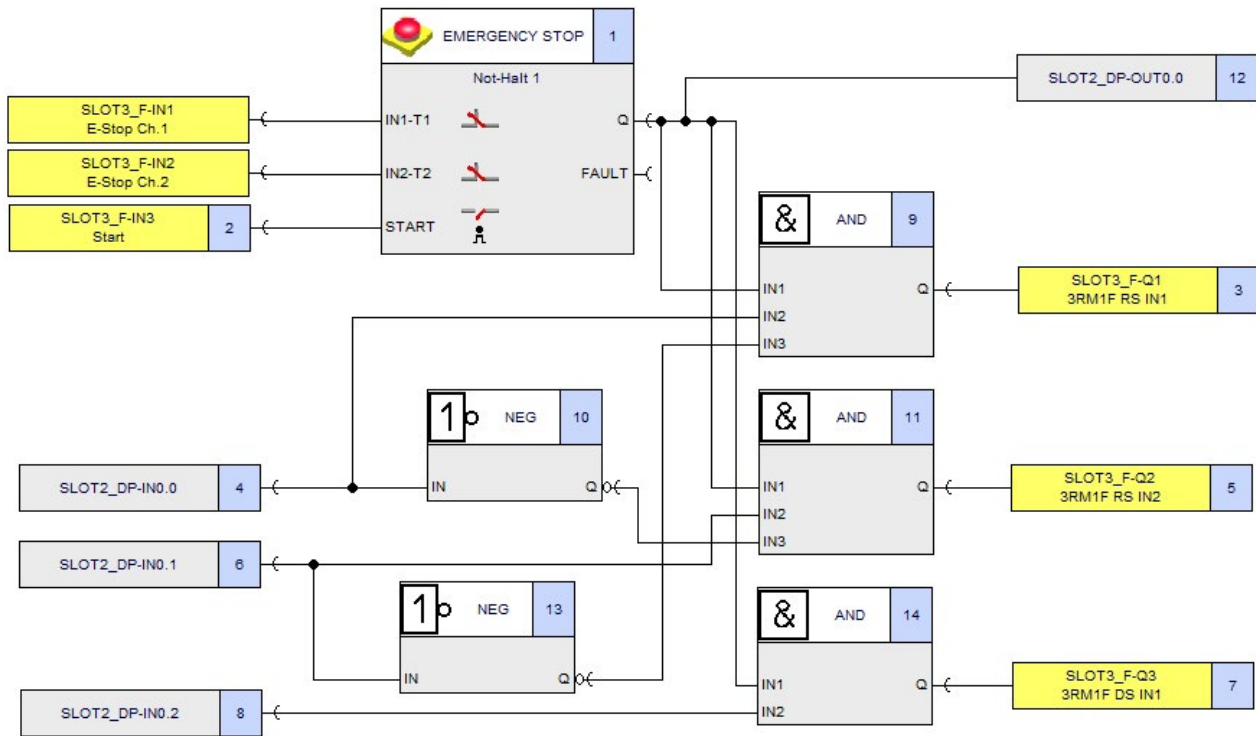 EMERGENCY STOP 1
Not-Halt 1
SLOT2_DP-OUT0.0 12
SLOT3_F-IN1
E-Stop Ch.1
IN1-T1 Q
SLOT3_F-IN2
E-Stop Ch.2
IN2-T2 FAULT
SLOT3_F-IN3
Start 2
START
& AND 9
IN1 Q
IN2
IN3
SLOT3_F-Q1
3RM1F RS IN1 3
1 NEG 10
IN Q
& AND 11
IN1 Q
IN2
IN3
SLOT3_F-Q2
3RM1F RS IN2 5
SLOT2_DP-IN0.0 4
SLOT2_DP-IN0.1 6
1 NEG 13
IN Q
& AND 14
IN1 Q
IN2
SLOT3_F-Q3
3RM1F DS IN1 7
SLOT2_DP-IN0.2 8